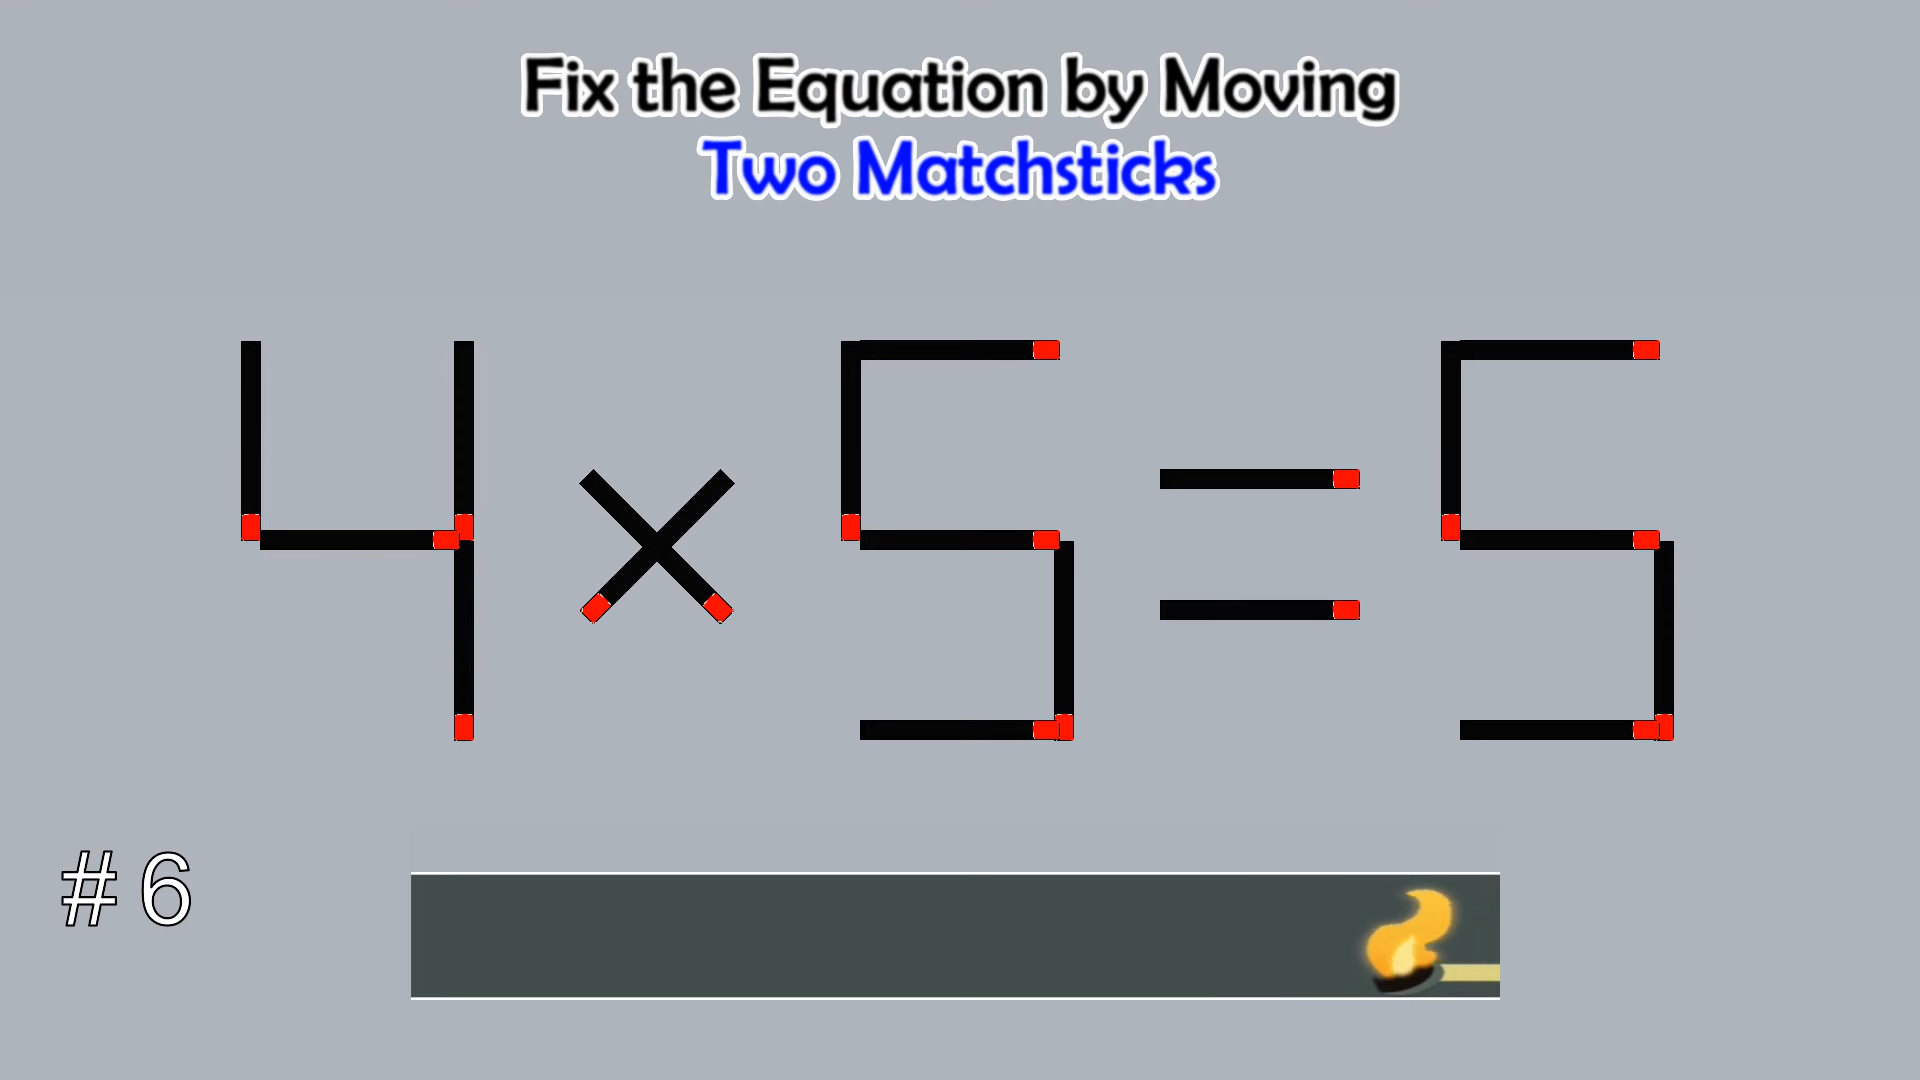 Fix the Equation by Moving
Two Matchsticks
4 × 5 = 5
# 6